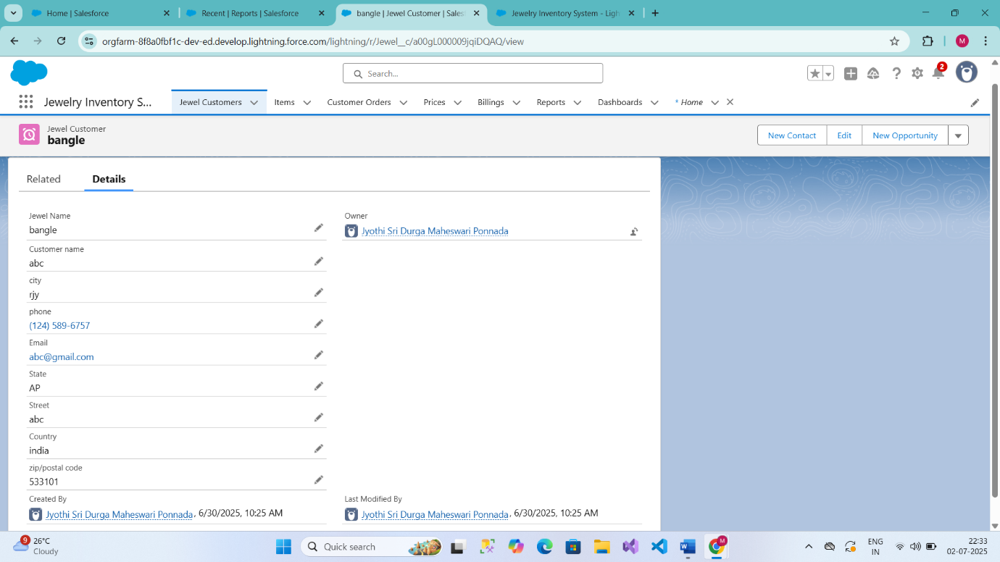 Home | Salesforce
Recent | Reports | Salesforce
bangle | Jewel Customer | Sales
Jewelry Inventory System - Ligh
orgfarm-8f8a0fbf1c-dev-ed.develop.lightning.force.com/lightning/r/Jewel__c/a00gL000009jqiDQAQ/view
M
Search...
2
Jewelry Inventory S...
Jewel Customers
Items
Customer Orders
Prices
Billings
Reports
Dashboards
* Home
Jewel Customer
bangle
New Contact
Edit
New Opportunity
Related
Details
Jewel Name
bangle
Owner
Jyothi Sri Durga Maheswari Ponnada
Customer name
abc
city
rjy
phone
(124) 589-6757
Email
abc@gmail.com
State
AP
Street
abc
Country
india
zip/postal code
533101
Created By
Jyothi Sri Durga Maheswari Ponnada, 6/30/2025, 10:25 AM
Last Modified By
Jyothi Sri Durga Maheswari Ponnada, 6/30/2025, 10:25 AM
9
26°C
Cloudy
Quick search
W
M
ENG
IN
22:33
02-07-2025